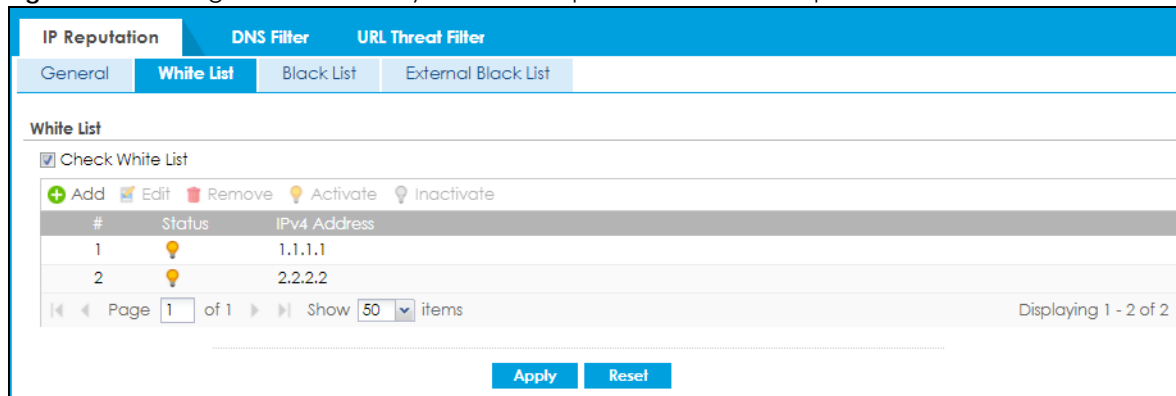 IP Reputation DNS Filter URL Threat Filter
General White List Black List External Black List
White List
Check White List
Add Edit Remove Activate Inactivate
# Status IPv4 Address
1 1.1.1.1
2 2.2.2.2
Page 1 of 1 Show 50 items Displaying 1 - 2 of 2
Apply Reset